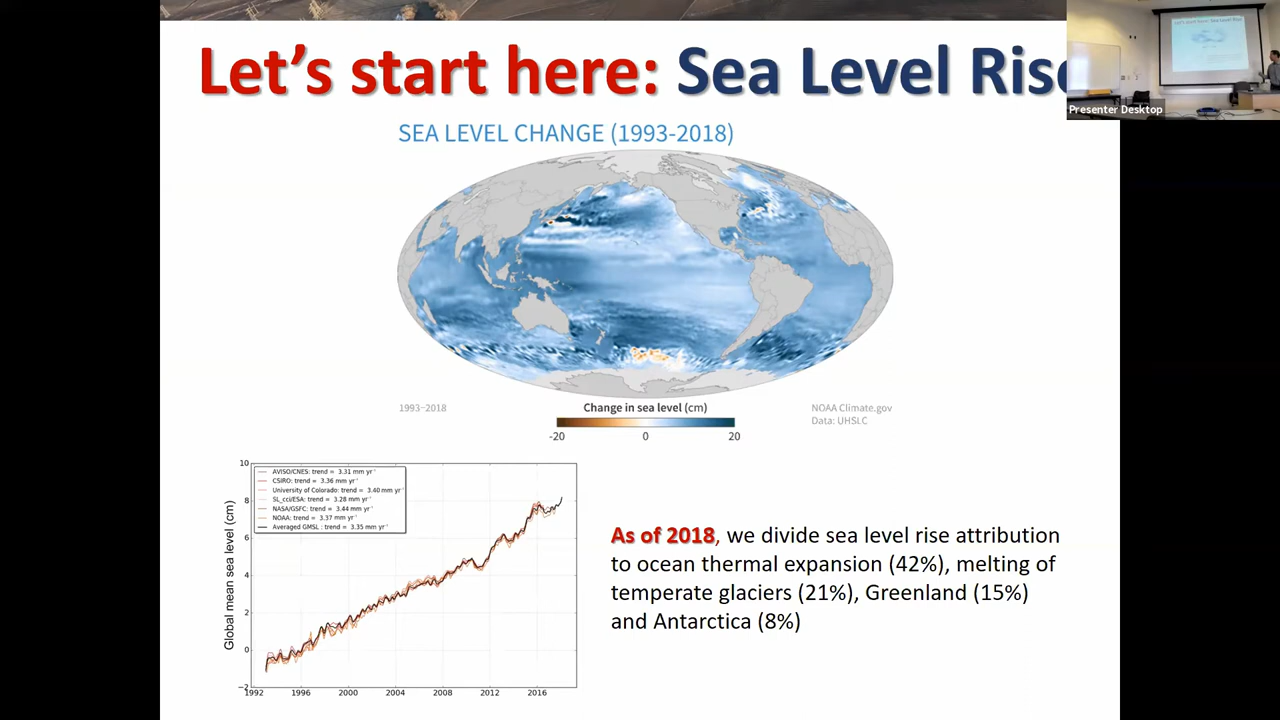 Let's start here: Sea Level Rise
Presenter Desktop
SEA LEVEL CHANGE (1993-2018)
1993–2018
Change in sea level (cm)
-20 0 20
NOAA Climate.gov
Data: UHSLC
Global mean sea level (cm)
10
8
6
4
2
0
−2
AVISO/CNES: trend = 3.31 mm yr⁻¹
CSIRO: trend = 3.36 mm yr⁻¹
University of Colorado: trend = 3.40 mm yr⁻¹
SL_cci/ESA: trend = 3.28 mm yr⁻¹
NASA/GSFC: trend = 3.44 mm yr⁻¹
NOAA: trend = 3.37 mm yr⁻¹
Averaged GMSL : trend = 3.35 mm yr⁻¹
1992 1996 2000 2004 2008 2012 2016
As of 2018, we divide sea level rise attribution
to ocean thermal expansion (42%), melting of
temperate glaciers (21%), Greenland (15%)
and Antarctica (8%)